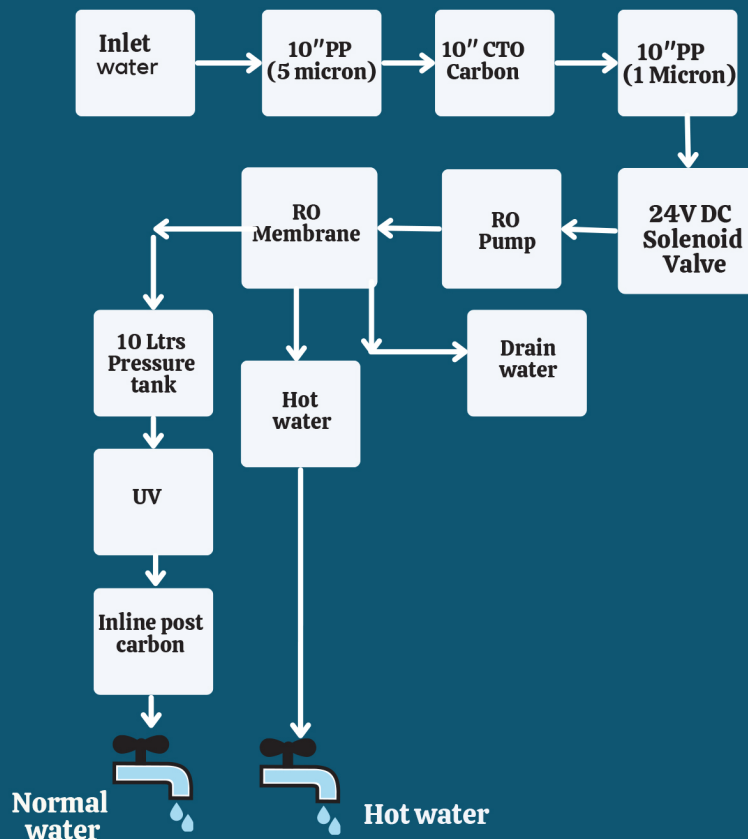 Inlet
water
10"PP
(5 micron)
10" CTO
Carbon
10"PP
(1 Micron)
24V DC
Solenoid
Valve
RO
Pump
RO
Membrane
10 Ltrs
Pressure
tank
Hot
water
Drain
water
UV
Inline post
carbon
Normal
water
Hot water